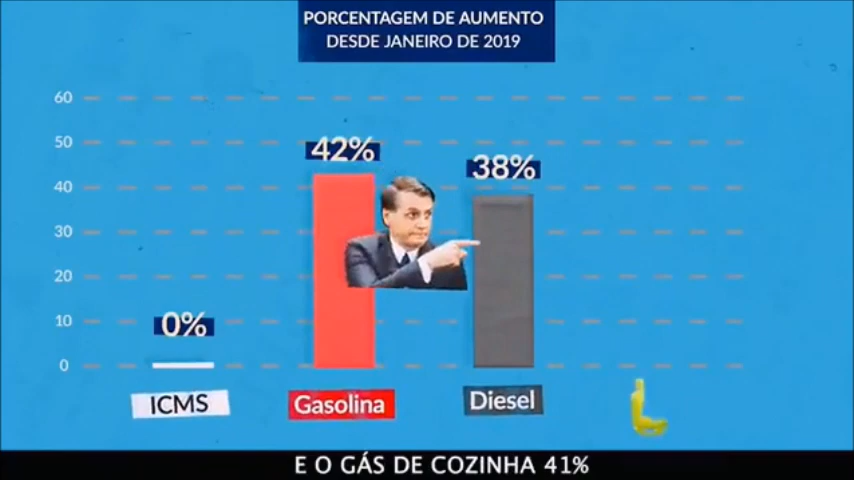 PORCENTAGEM DE AUMENTO
DESDE JANEIRO DE 2019
60
50
42%
38%
40
30
20
10
0%
0
ICMS
Gasolina
Diesel
E O GÁS DE COZINHA 41%